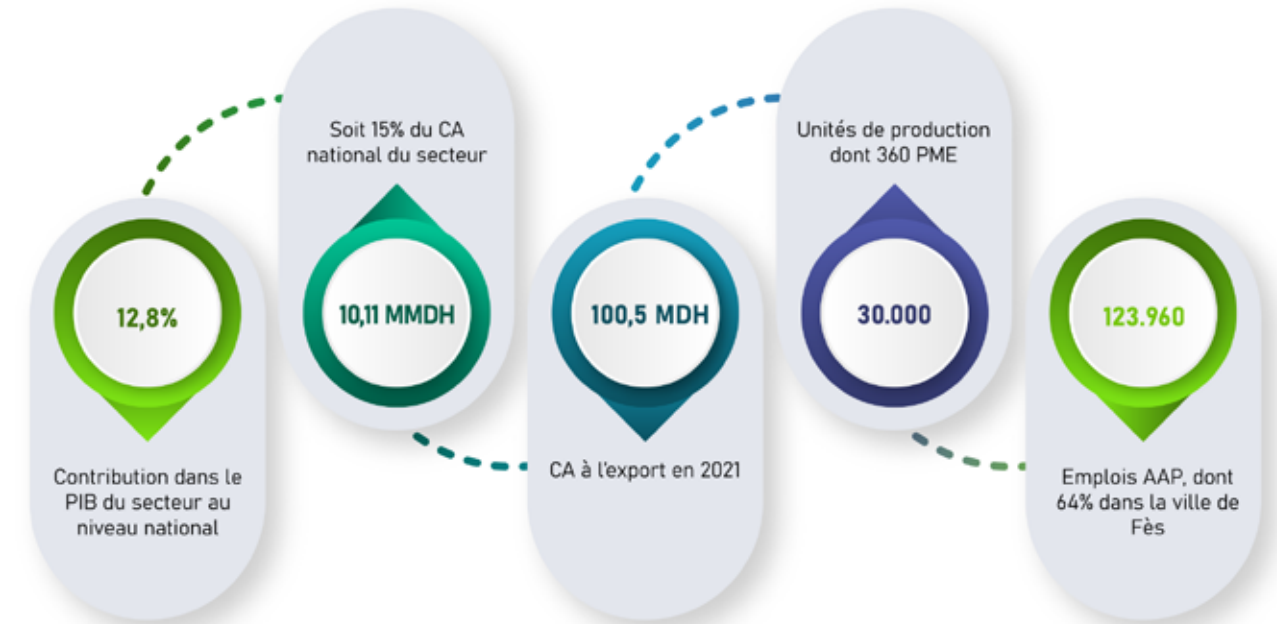 12,8%
Contribution dans le
PIB du secteur au
niveau national
Soit 15% du CA
national du secteur
10,11 MMDH
100,5 MDH
CA à l'export en 2021
Unités de production
dont 360 PME
30.000
123.960
Emplois AAP, dont
64% dans la ville de
Fès